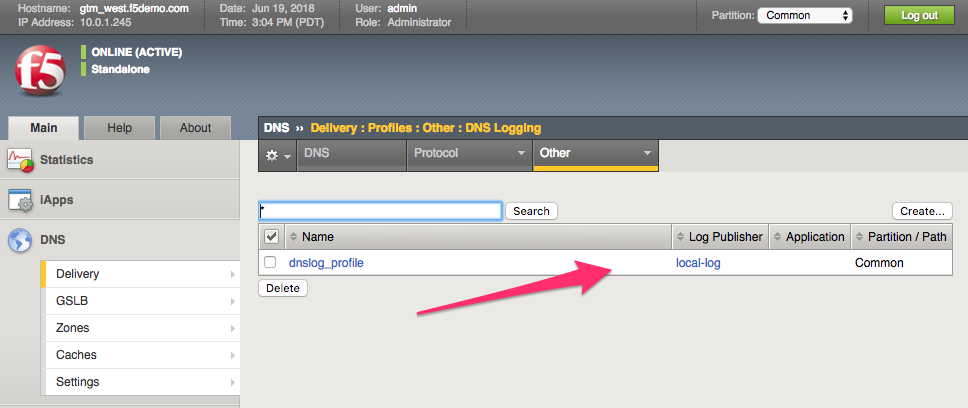 Hostname: gtm_west.f5demo.com Date: Jun 19, 2018 User: admin
IP Address: 10.0.1.245 Time: 3:04 PM (PDT) Role: Administrator
Partition: Common Log out
f5
ONLINE (ACTIVE)
Standalone
Main Help About
Statistics
iApps
DNS
Delivery
GSLB
Zones
Caches
Settings
DNS ›› Delivery : Profiles : Other : DNS Logging
DNS Protocol Other
* Search Create...
Name Log Publisher Application Partition / Path
dnslog_profile local-log Common
Delete